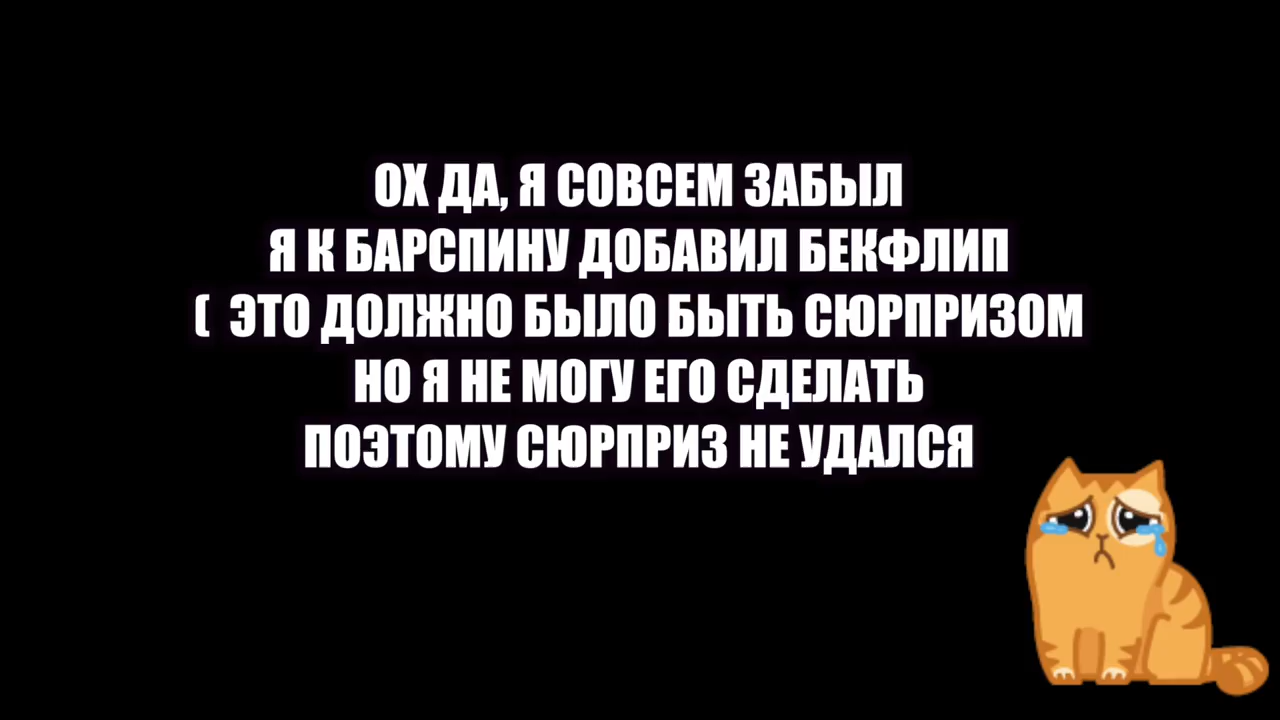 ОХ ДА, Я СОВСЕМ ЗАБЫЛ
Я К БАРСПИНУ ДОБАВИЛ БЕКФЛИП
( ЭТО ДОЛЖНО БЫЛО БЫТЬ СЮРПРИЗОМ
НО Я НЕ МОГУ ЕГО СДЕЛАТЬ
ПОЭТОМУ СЮРПРИЗ НЕ УДАЛСЯ